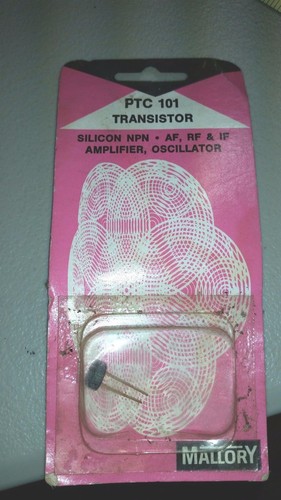 PTC 101
TRANSISTOR
SILICON NPN • AF, RF & IF
AMPLIFIER, OSCILLATOR
MALLORY